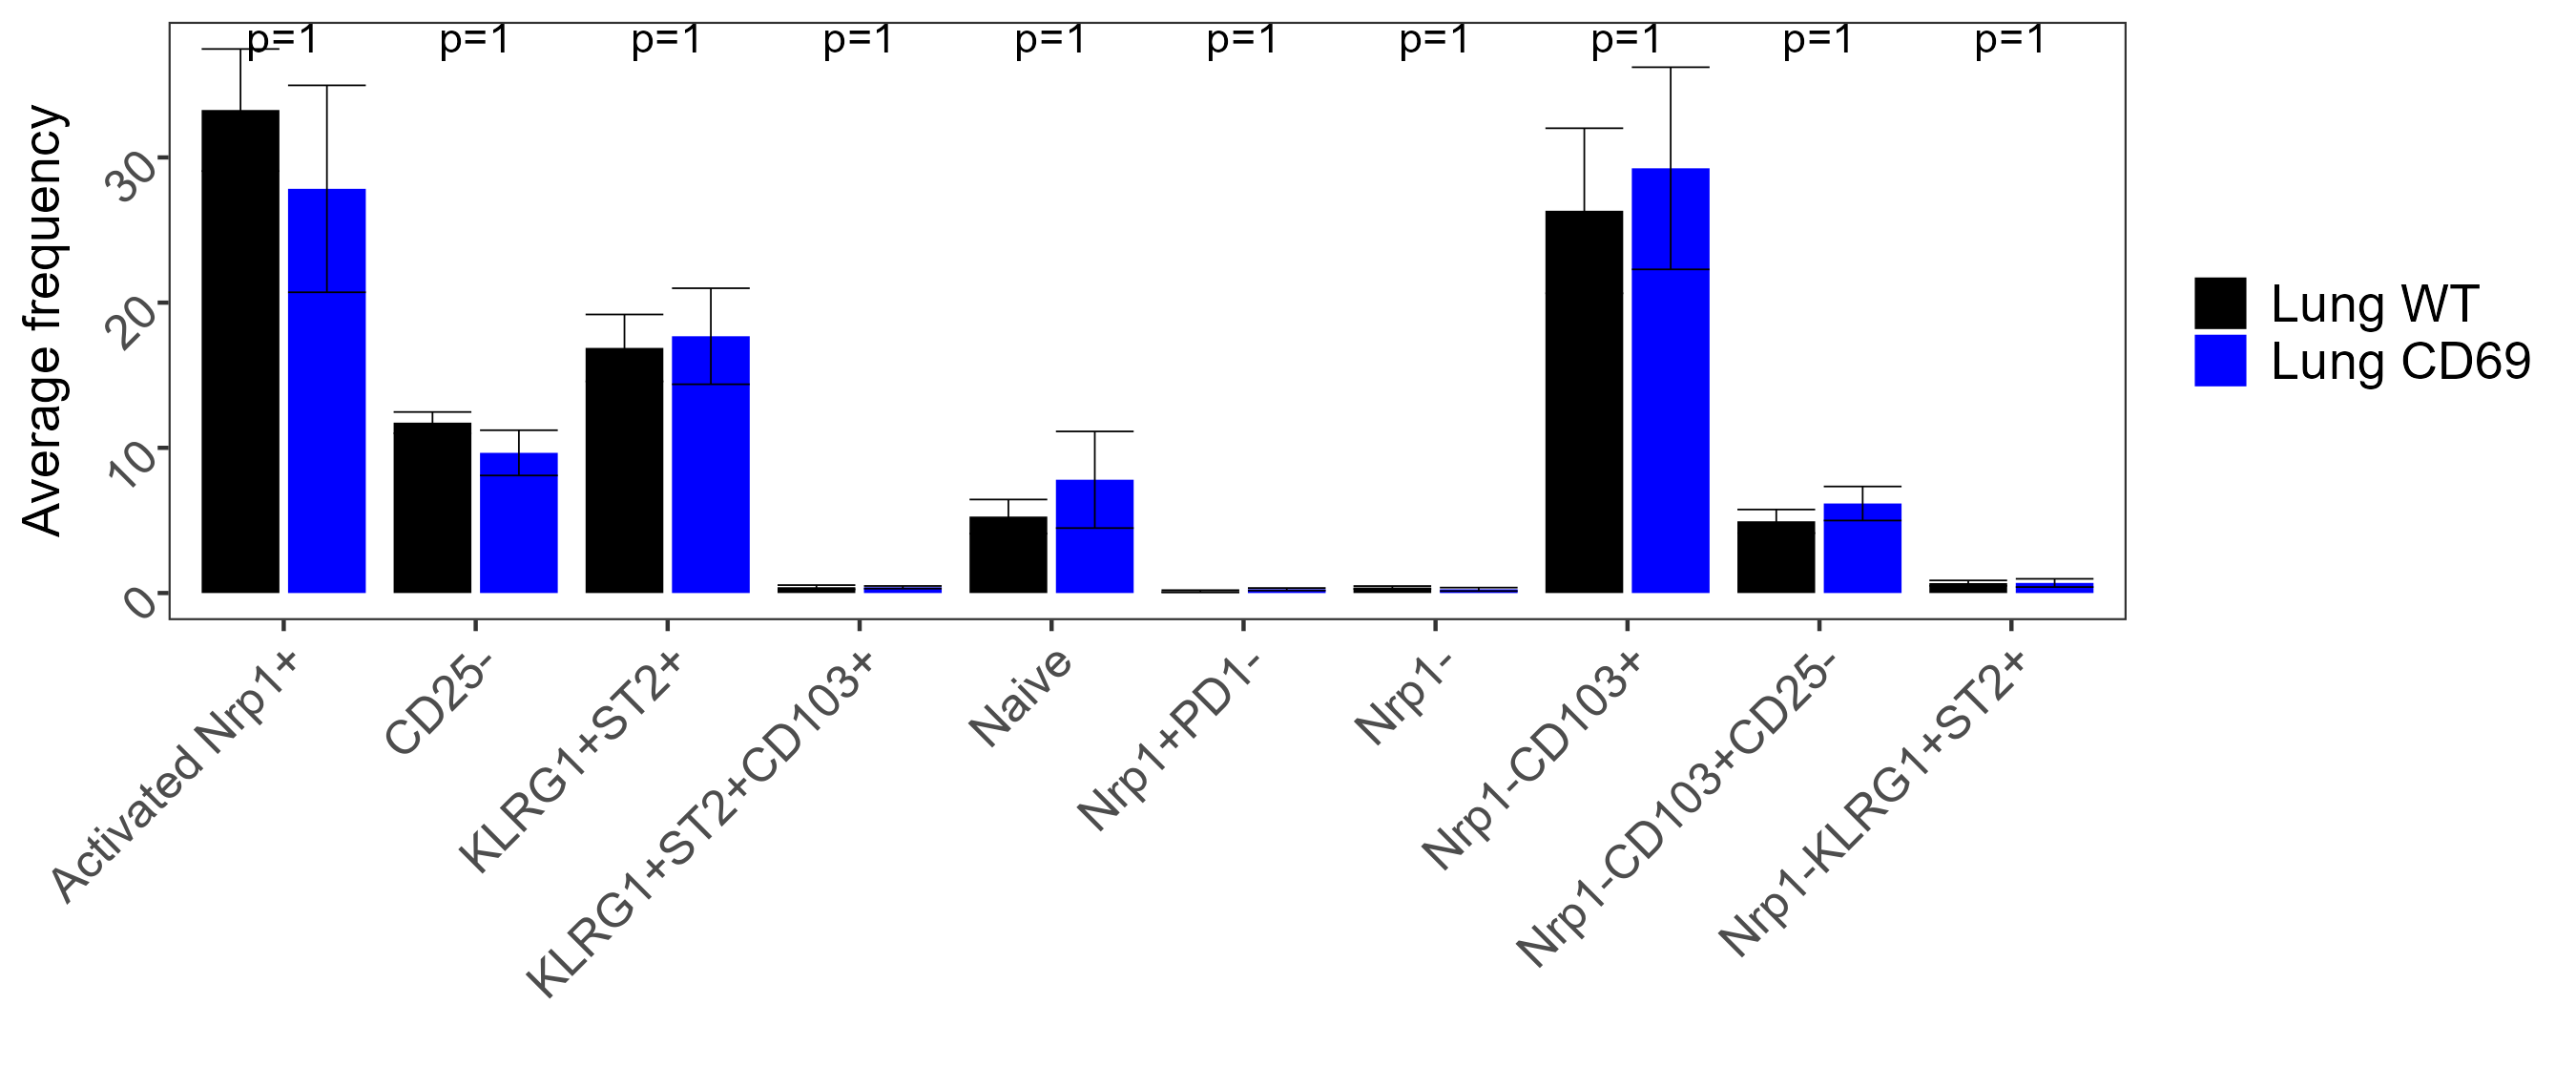 p=1 p=1 p=1 p=1 p=1 p=1 p=1 p=1 p=1 p=1
Average frequency
30
20
10
0
Activated Nrp1+
CD25-
KLRG1+ST2+
KLRG1+ST2+CD103+
Naive
Nrp1+PD1-
Nrp1-
Nrp1-CD103+
Nrp1-CD103+CD25-
Nrp1-KLRG1+ST2+
Lung WT
Lung CD69